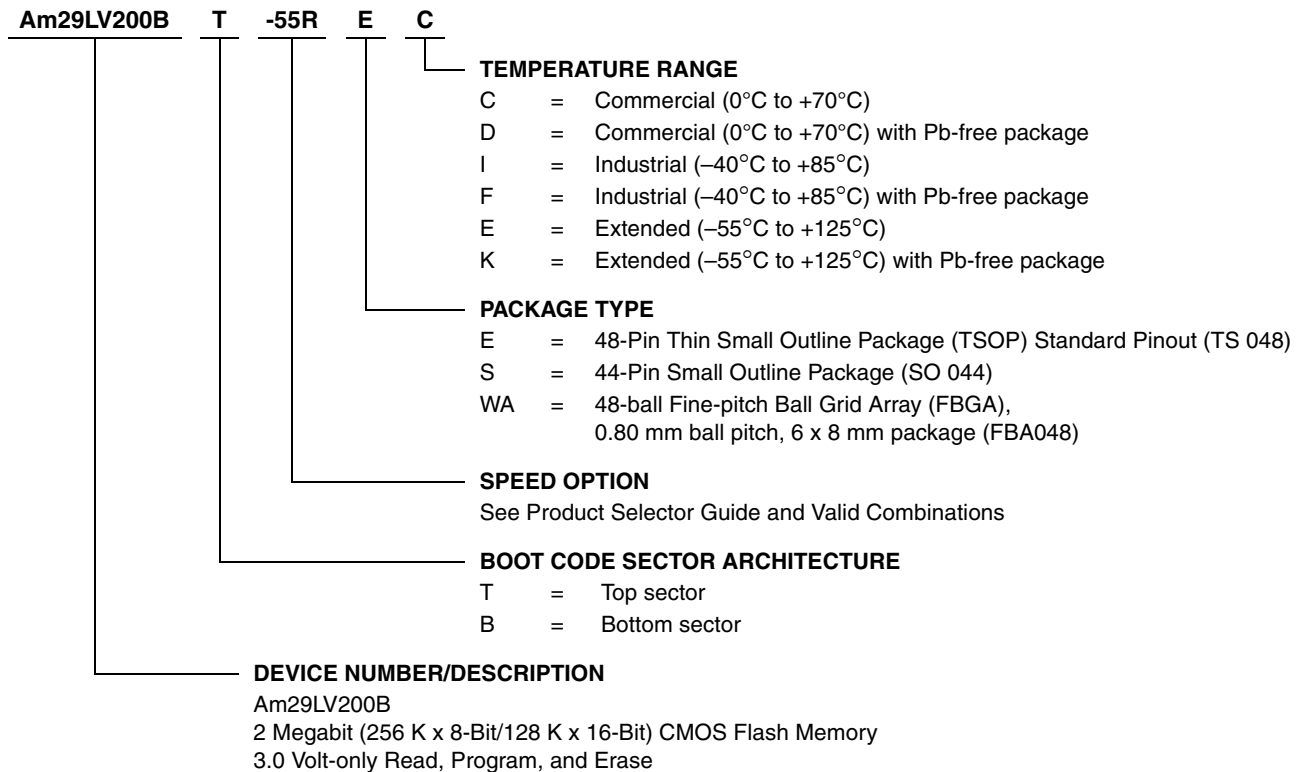 Am29LV200B T -55R E C
TEMPERATURE RANGE
C = Commercial (0°C to +70°C)
D = Commercial (0°C to +70°C) with Pb-free package
I = Industrial (–40°C to +85°C)
F = Industrial (–40°C to +85°C) with Pb-free package
E = Extended (–55°C to +125°C)
K = Extended (–55°C to +125°C) with Pb-free package
PACKAGE TYPE
E = 48-Pin Thin Small Outline Package (TSOP) Standard Pinout (TS 048)
S = 44-Pin Small Outline Package (SO 044)
WA = 48-ball Fine-pitch Ball Grid Array (FBGA),
0.80 mm ball pitch, 6 x 8 mm package (FBA048)
SPEED OPTION
See Product Selector Guide and Valid Combinations
BOOT CODE SECTOR ARCHITECTURE
T = Top sector
B = Bottom sector
DEVICE NUMBER/DESCRIPTION
Am29LV200B
2 Megabit (256 K x 8-Bit/128 K x 16-Bit) CMOS Flash Memory
3.0 Volt-only Read, Program, and Erase